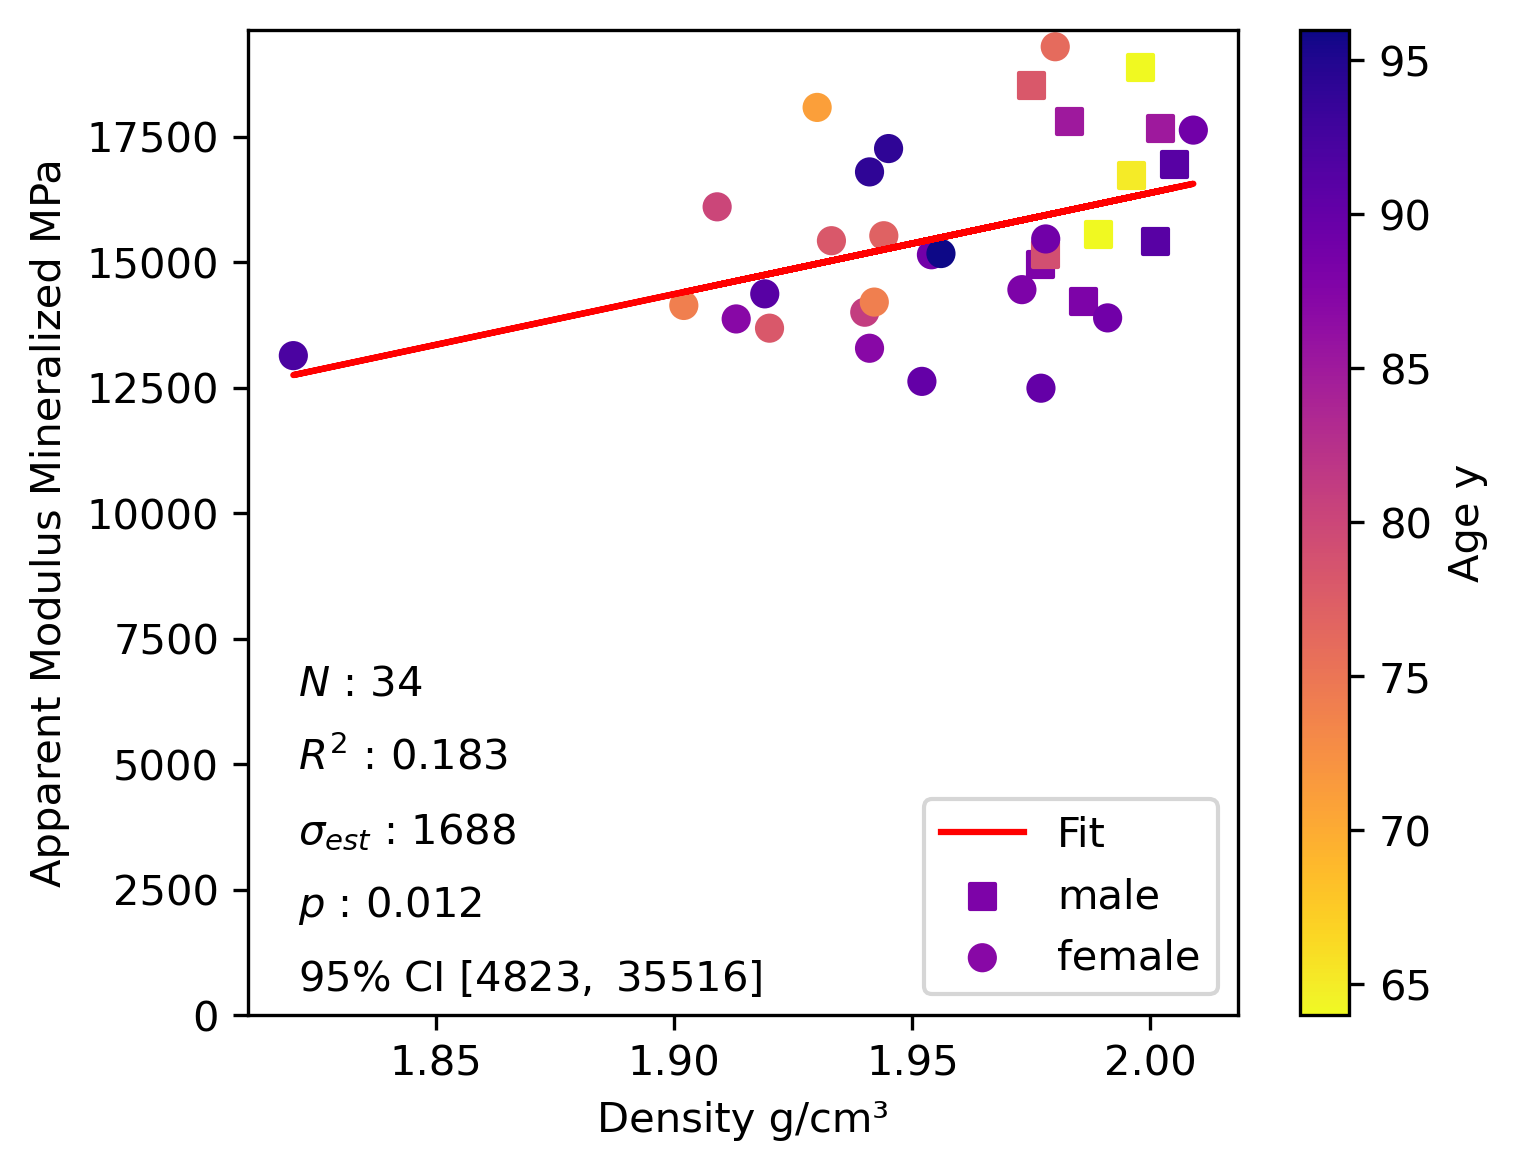 Apparent Modulus Mineralized MPa
17500
15000
12500
10000
7500
5000
2500
0
N : 34
R² : 0.183
σest : 1688
p : 0.012
95% CI [4823, 35516]
Fit
male
female
1.85 1.90 1.95 2.00
Density g/cm³
95
90
85
80
75
70
65
Age y